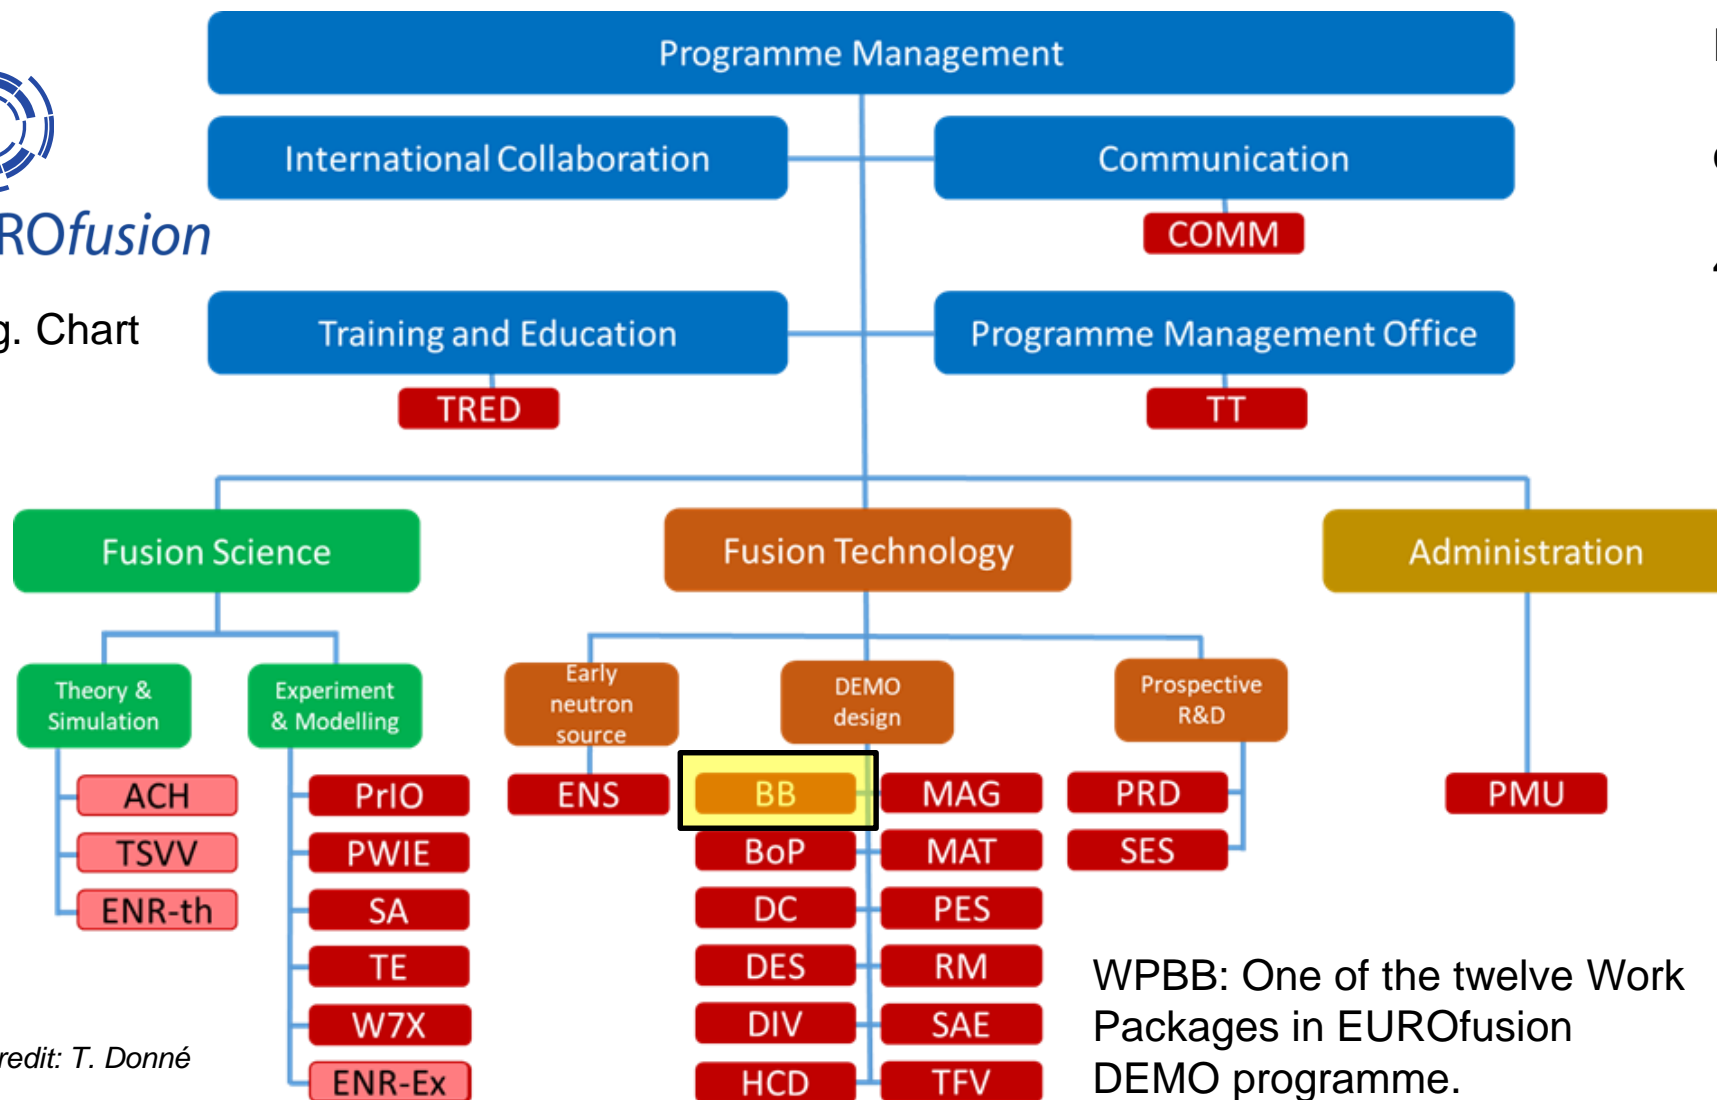 Programme Management
International Collaboration
Communication
COMM
ROfusion
g. Chart
Training and Education
Programme Management Office
TRED
TT
Fusion Science
Fusion Technology
Administration
Theory &
Simulation
Experiment
& Modelling
Early
neutron
source
DEMO
design
Prospective
R&D
ACH
TSVV
ENR-th
PrIO
PWIE
SA
TE
W7X
ENR-Ex
ENS
BB
BoP
DC
DES
DIV
HCD
MAG
MAT
PES
RM
SAE
TFV
PRD
SES
PMU
WPBB: One of the twelve Work
Packages in EUROfusion
DEMO programme.
redit: T. Donné